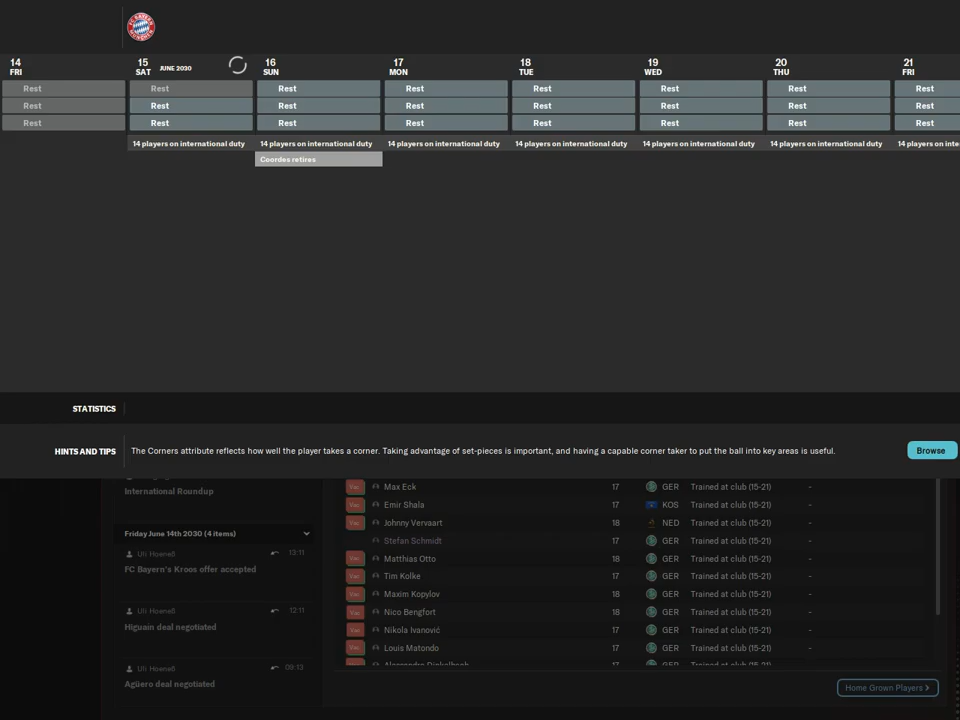 14
FRI
15
SAT JUNE 2030
16
SUN
17
MON
18
TUE
19
WED
20
THU
21
FRI
Rest Rest Rest Rest Rest Rest Rest Rest
Rest Rest Rest Rest Rest Rest Rest Rest
Rest Rest Rest Rest Rest Rest Rest Rest
14 players on international duty 14 players on international duty 14 players on international duty 14 players on international duty 14 players on international duty 14 players on international duty 14 players on inte
Coordes retires
STATISTICS
HINTS AND TIPS The Corners attribute reflects how well the player takes a corner. Taking advantage of set-pieces is important, and having a capable corner taker to put the ball into key areas is useful. Browse
International Roundup
Friday June 14th 2030 (4 items)
Uli Hoeneß 13:11
FC Bayern's Kroos offer accepted
Uli Hoeneß 12:11
Higuain deal negotiated
Uli Hoeneß 09:13
Agüero deal negotiated
Max Eck 17 GER Trained at club (15-21) -
Emir Shala 17 KOS Trained at club (15-21) -
Johnny Vervaart 18 NED Trained at club (15-21) -
Stefan Schmidt 17 GER Trained at club (15-21) -
Matthias Otto 18 GER Trained at club (15-21) -
Tim Kolke 17 GER Trained at club (15-21) -
Maxim Kopylov 18 GER Trained at club (15-21) -
Nico Bengfort 18 GER Trained at club (15-21) -
Nikola Ivanović 17 GER Trained at club (15-21) -
Louis Matondo 17 GER Trained at club (15-21) -
17 GER Trained at club (15-21) -
Home Grown Players